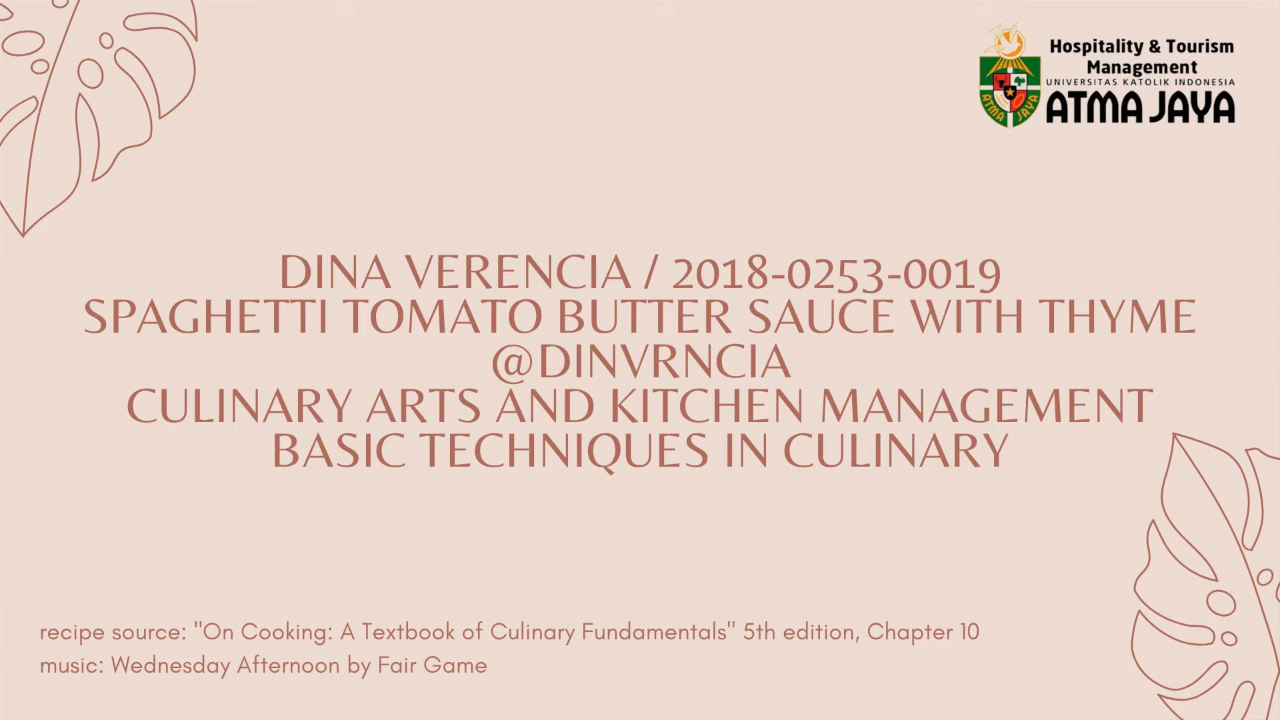 Hospitality & Tourism
Management
UNIVERSITAS KATOLIK INDONESIA
ATMA JAYA
ATMA JAYA
DINA VERENCIA / 2018-0253-0019
SPAGHETTI TOMATO BUTTER SAUCE WITH THYME
@DINVRNCIA
CULINARY ARTS AND KITCHEN MANAGEMENT
BASIC TECHNIQUES IN CULINARY
recipe source: "On Cooking: A Textbook of Culinary Fundamentals" 5th edition, Chapter 10
music: Wednesday Afternoon by Fair Game